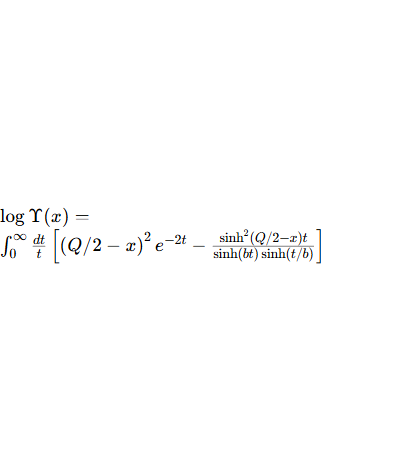 log ϒ(x) =
∫₀^∞ dt/t [(Q/2 − x)² e^{−2t} − sinh²(Q/2−x)t / sinh(bt) sinh(t/b)]